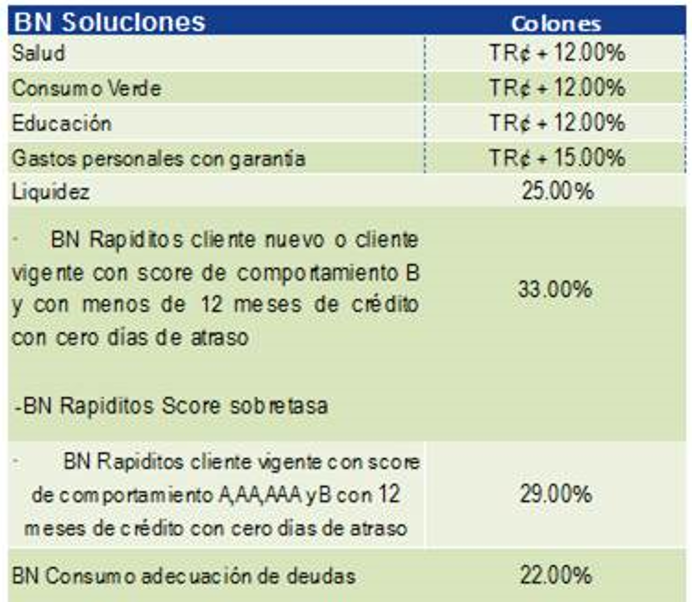 BN Soluciones Colones
Salud TR¢ + 12.00%
Consumo Verde TR¢ + 12.00%
Educación TR¢ + 12.00%
Gastos personales con garantía TR¢ + 15.00%
Liquidez 25.00%
· BN Rapiditos cliente nuevo o cliente
vigente con score de comportamiento B
y con menos de 12 meses de crédito
con cero días de atraso
33.00%
-BN Rapiditos Score sobretasa
· BN Rapiditos cliente vigente con score
de comportamiento A,AA,AAA y B con 12
meses de crédito con cero días de atraso
29.00%
BN Consumo adecuación de deudas 22.00%